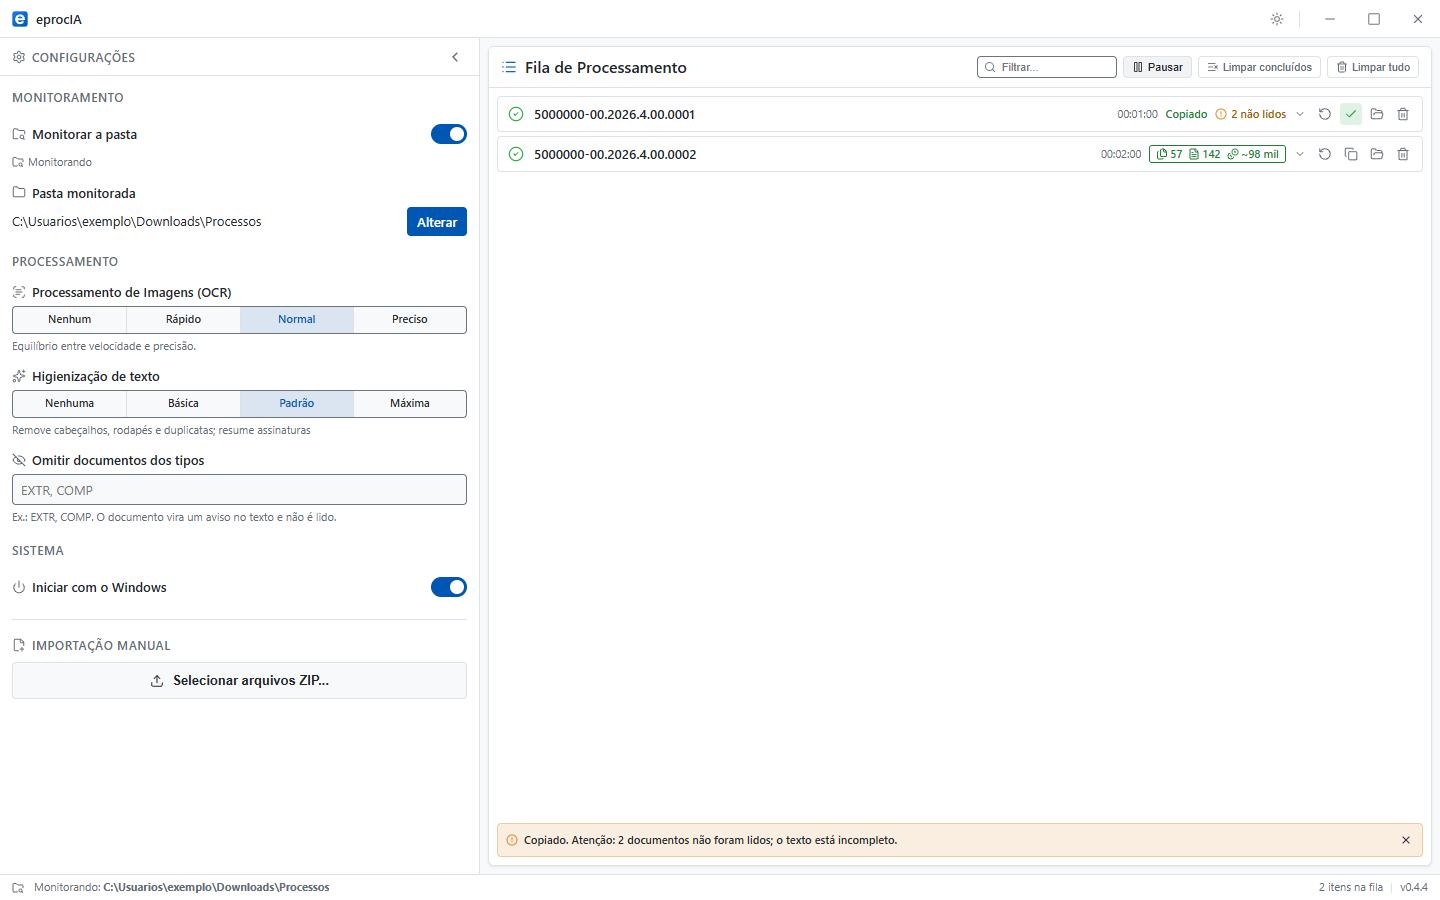 eprocIA
CONFIGURAÇÕES
MONITORAMENTO
Monitorar a pasta
Monitorando
Pasta monitorada
C:\Usuarios\exemplo\Downloads\Processos
Alterar
PROCESSAMENTO
Processamento de Imagens (OCR)
Nenhum Rápido Normal Preciso
Equilíbrio entre velocidade e precisão.
Higienização de texto
Nenhuma Básica Padrão Máxima
Remove cabeçalhos, rodapés e duplicatas; resume assinaturas
Omitir documentos dos tipos
EXTR, COMP
Ex.: EXTR, COMP. O documento vira um aviso no texto e não é lido.
SISTEMA
Iniciar com o Windows
IMPORTAÇÃO MANUAL
Selecionar arquivos ZIP...
Fila de Processamento
Filtrar...
Pausar
Limpar concluídos
Limpar tudo
5000000-00.2026.4.00.0001 00:01:00 Copiado 2 não lidos
5000000-00.2026.4.00.0002 00:02:00 57 142 ~98 mil
Copiado. Atenção: 2 documentos não foram lidos; o texto está incompleto.
Monitorando: C:\Usuarios\exemplo\Downloads\Processos
2 itens na fila
v0.4.4